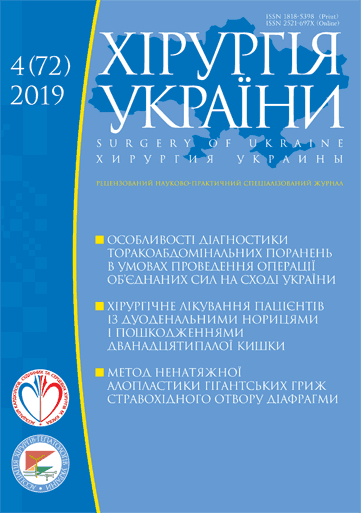 ISSN 1818-5398 (Print)
ISSN 2521-697X (Online)
4 (72)
2019
ХІРУРГІЯ
УКРАЇНИ
SURGERY OF UKRAINE
ХИРУРГИЯ УКРАИНЫ
РЕЦЕНЗОВАНИЙ НАУКОВО-ПРАКТИЧНИЙ СПЕЦІАЛІЗОВАНИЙ ЖУРНАЛ
ОСОБЛИВОСТІ ДІАГНОСТИКИ
ТОРАКОАБДОМІНАЛЬНИХ ПОРАНЕНЬ
В УМОВАХ ПРОВЕДЕННЯ ОПЕРАЦІЇ
ОБ’ЄДНАНИХ СИЛ НА СХОДІ УКРАЇНИ
ХІРУРГІЧНЕ ЛІКУВАННЯ ПАЦІЄНТІВ
ІЗ ДУОДЕНАЛЬНИМИ НОРИЦЯМИ
І ПОШКОДЖЕННЯМИ
ДВАНАДЦЯТИПАЛОЇ КИШКИ
МЕТОД НЕНАТЯЖНОЇ
АЛОПЛАСТИКИ ГІГАНТСЬКИХ ГРИЖ
СТРАВОХІДНОГО ОТВОРУ ДІАФРАГМИ